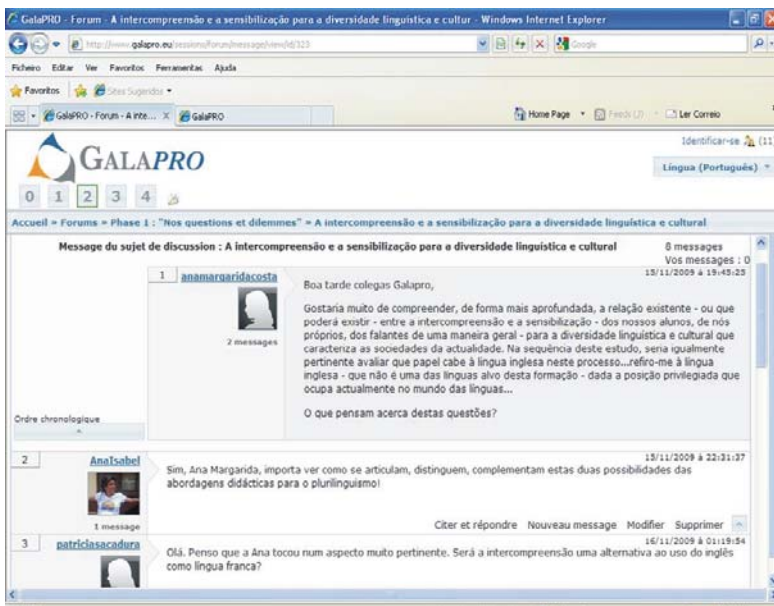 GalaPRO - Forum - A intercompreensão e a sensibilização para a diversidade linguística e cultur - Windows Internet Explorer
http://www.galapro.eu/sessions/forum/message/view/id/323
Google
Ficheiro Editar Ver Favoritos Ferramentas Ajuda
Favoritos Sites Sugeridos
GalaPRO - Forum - A inte... X GalaPRO
Home Page Feeds (J) Ler Correio
Identificar-se (11)
GALAPRO
Língua (Português)
0 1 2 3 4
Accueil » Forums » Phase 1 : "Nos questions et dilemmes" » A intercompreensão e a sensibilização para a diversidade linguística e cultural
Message du sujet de discussion : A intercompreensão e a sensibilização para a diversidade linguistica e cultural
8 messages
Vos messages : 0
1 anamargaridacosta
15/11/2009 à 19:45:25
2 messages
Boa tarde colegas Galapro,
Gostaria muito de compreender, de forma mais aprofundada, a relação existente - ou que
poderá existir - entre a intercompreensão e a sensibilização - dos nossos alunos, de nós
próprios, dos falantes de uma maneira geral - para a diversidade linguística e cultural que
caracteriza as sociedades da actualidade. Na sequência deste estudo, seria igualmente
pertinente avaliar que papel cabe à língua inglesa neste processo...refiro-me à língua
inglesa - que não é uma das línguas alvo desta formação - dada a posição privilegiada que
ocupa actualmente no mundo das línguas...
O que pensam acerca destas questões?
Ordre chronologique
2 AnaIsabel
15/11/2009 à 22:31:37
1 message
Sim, Ana Margarida, importa ver como se articulam, distinguem, complementam estas duas possibilidades das
abordagens didácticas para o plurilinguismo!
Citer et répondre Nouveau message Modifier Supprimer
3 patriciasacadura
16/11/2009 à 01:19:54
Olá. Penso que a Ana tocou num aspecto muito pertinente. Será a intercompreensão uma alternativa ao uso do inglês
como língua franca?